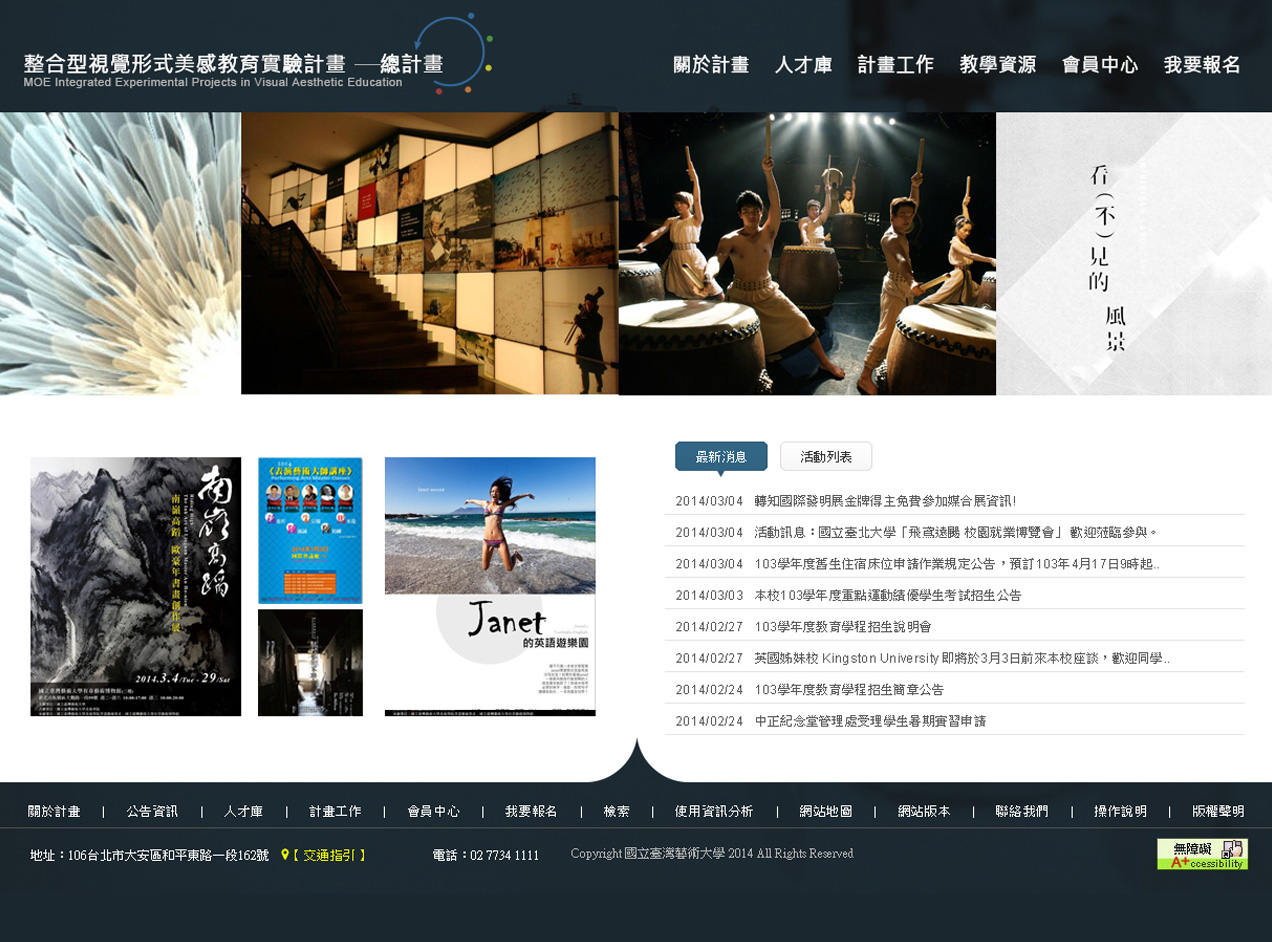 整合型視覺形式美感教育實驗計畫 —總計畫
MOE Integrated Experimental Projects in Visual Aesthetic Education
關於計畫 人才庫 計畫工作 教學資源 會員中心 我要報名
看(不)見的
風景
南嶺高蹈
南嶺高蹈 歐豪年書畫創作展
2014.3.4/Tue - 29/Sat
《表演藝術大師講座》
Performing Arts Master Classes
Janet
的英語遊樂園
最新消息 活動列表
2014/03/04 轉知國際發明展金牌得主免費參加媒合展資訊!
2014/03/04 活動訊息：國立臺北大學「飛鳶遠颺 校園就業博覽會」 歡迎蒞臨參與。
2014/03/04 103學年度舊生住宿床位申請作業規定公告，預訂103年4月17日9時起..
2014/03/03 本校103學年度重點運動績優學生考試招生公告
2014/02/27 103學年度教育學程招生說明會
2014/02/27 英國姊妹校 Kingston University 即將於3月3日前來本校座談，歡迎同學..
2014/02/24 103學年度教育學程招生簡章公告
2014/02/24 中正紀念堂管理處受理學生暑期實習申請
關於計畫 | 公告資訊 | 人才庫 | 計畫工作 | 會員中心 | 我要報名 | 檢索 | 使用資訊分析 | 網站地圖 | 網站版本 | 聯絡我們 | 操作說明 | 版權聲明
地址：106台北市大安區和平東路一段162號 【 交通指引 】 電話：02 7734 1111 Copyright 國立臺灣藝術大學 2014 All Rights Reserved
無障礙
A+ccessibility